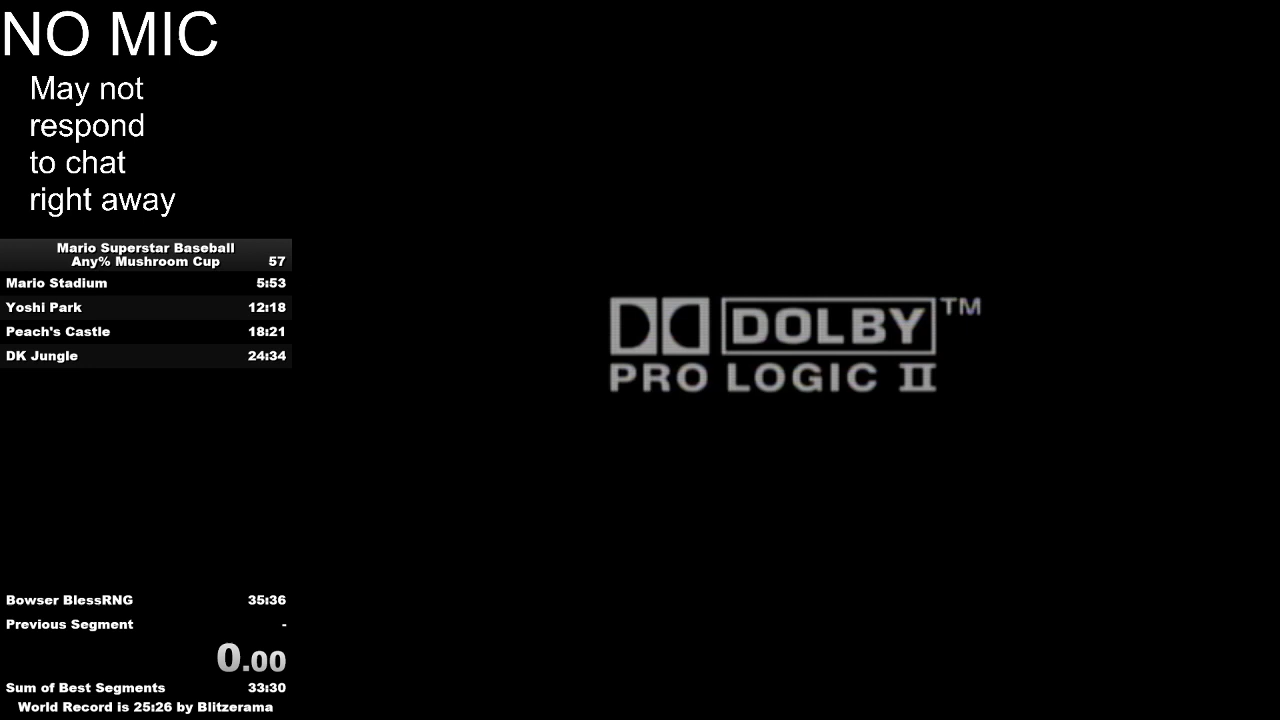 NO MIC
May not
respond
to chat
right away
Mario Superstar Baseball
Any% Mushroom Cup 57
Mario Stadium 5:53
Yoshi Park 12:18
Peach's Castle 18:21
DK Jungle 24:34
DOLBY™
PRO LOGIC II
Bowser BlessRNG 35:36
Previous Segment -
0.00
Sum of Best Segments 33:30
World Record is 25:26 by Blitzerama